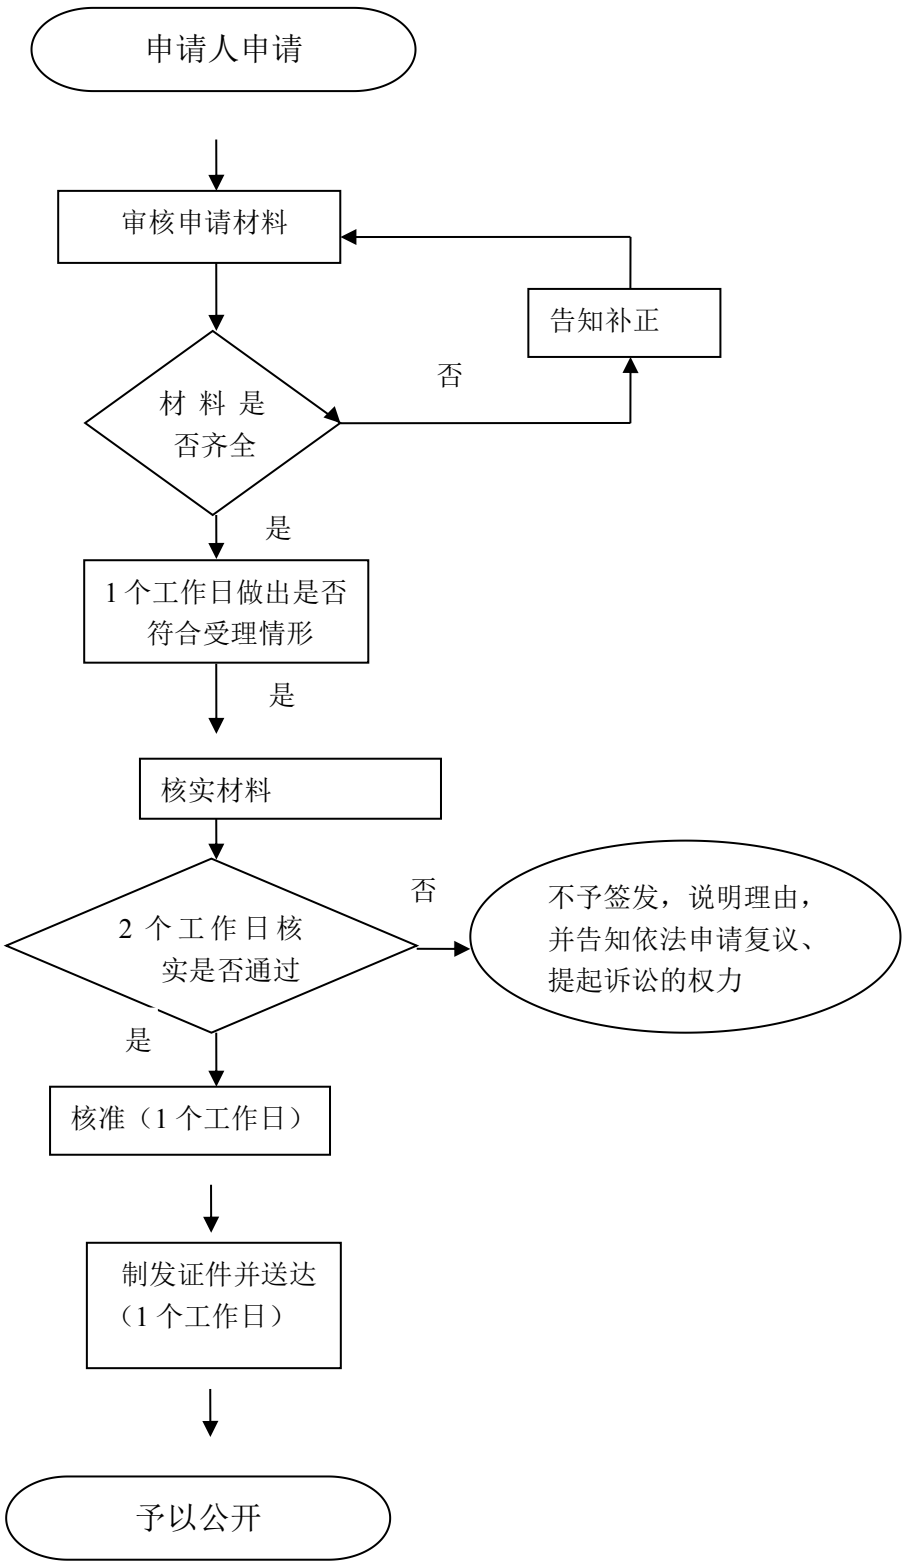 申请人申请
审核申请材料
告知补正
否
材 料 是
否齐全
是
1 个工作日做出是否
符合受理情形
是
核实材料
否
2 个工作日核
实是否通过
不予签发，说明理由，
并告知依法申请复议、
提起诉讼的权力
是
核准（1 个工作日）
制发证件并送达
（1 个工作日）
予以公开